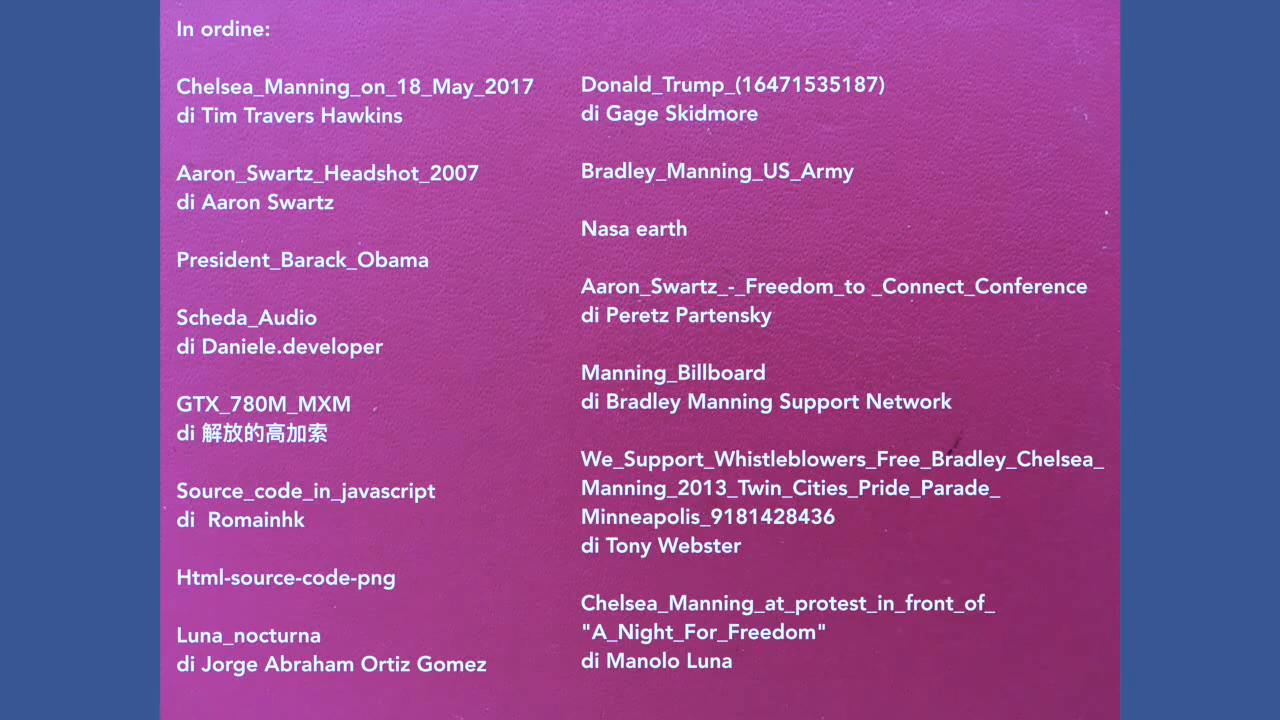 In ordine:
Chelsea_Manning_on_18_May_2017
di Tim Travers Hawkins
Aaron_Swartz_Headshot_2007
di Aaron Swartz
President_Barack_Obama
Scheda_Audio
di Daniele.developer
GTX_780M_MXM
di 解放的高加索
Source_code_in_javascript
di  Romainhk
Html-source-code-png
Luna_nocturna
di Jorge Abraham Ortiz Gomez
Donald_Trump_(16471535187)
di Gage Skidmore
Bradley_Manning_US_Army
Nasa earth
Aaron_Swartz_-_Freedom_to _Connect_Conference
di Peretz Partensky
Manning_Billboard
di Bradley Manning Support Network
We_Support_Whistleblowers_Free_Bradley_Chelsea_
Manning_2013_Twin_Cities_Pride_Parade_
Minneapolis_9181428436
di Tony Webster
Chelsea_Manning_at_protest_in_front_of_
"A_Night_For_Freedom"
di Manolo Luna